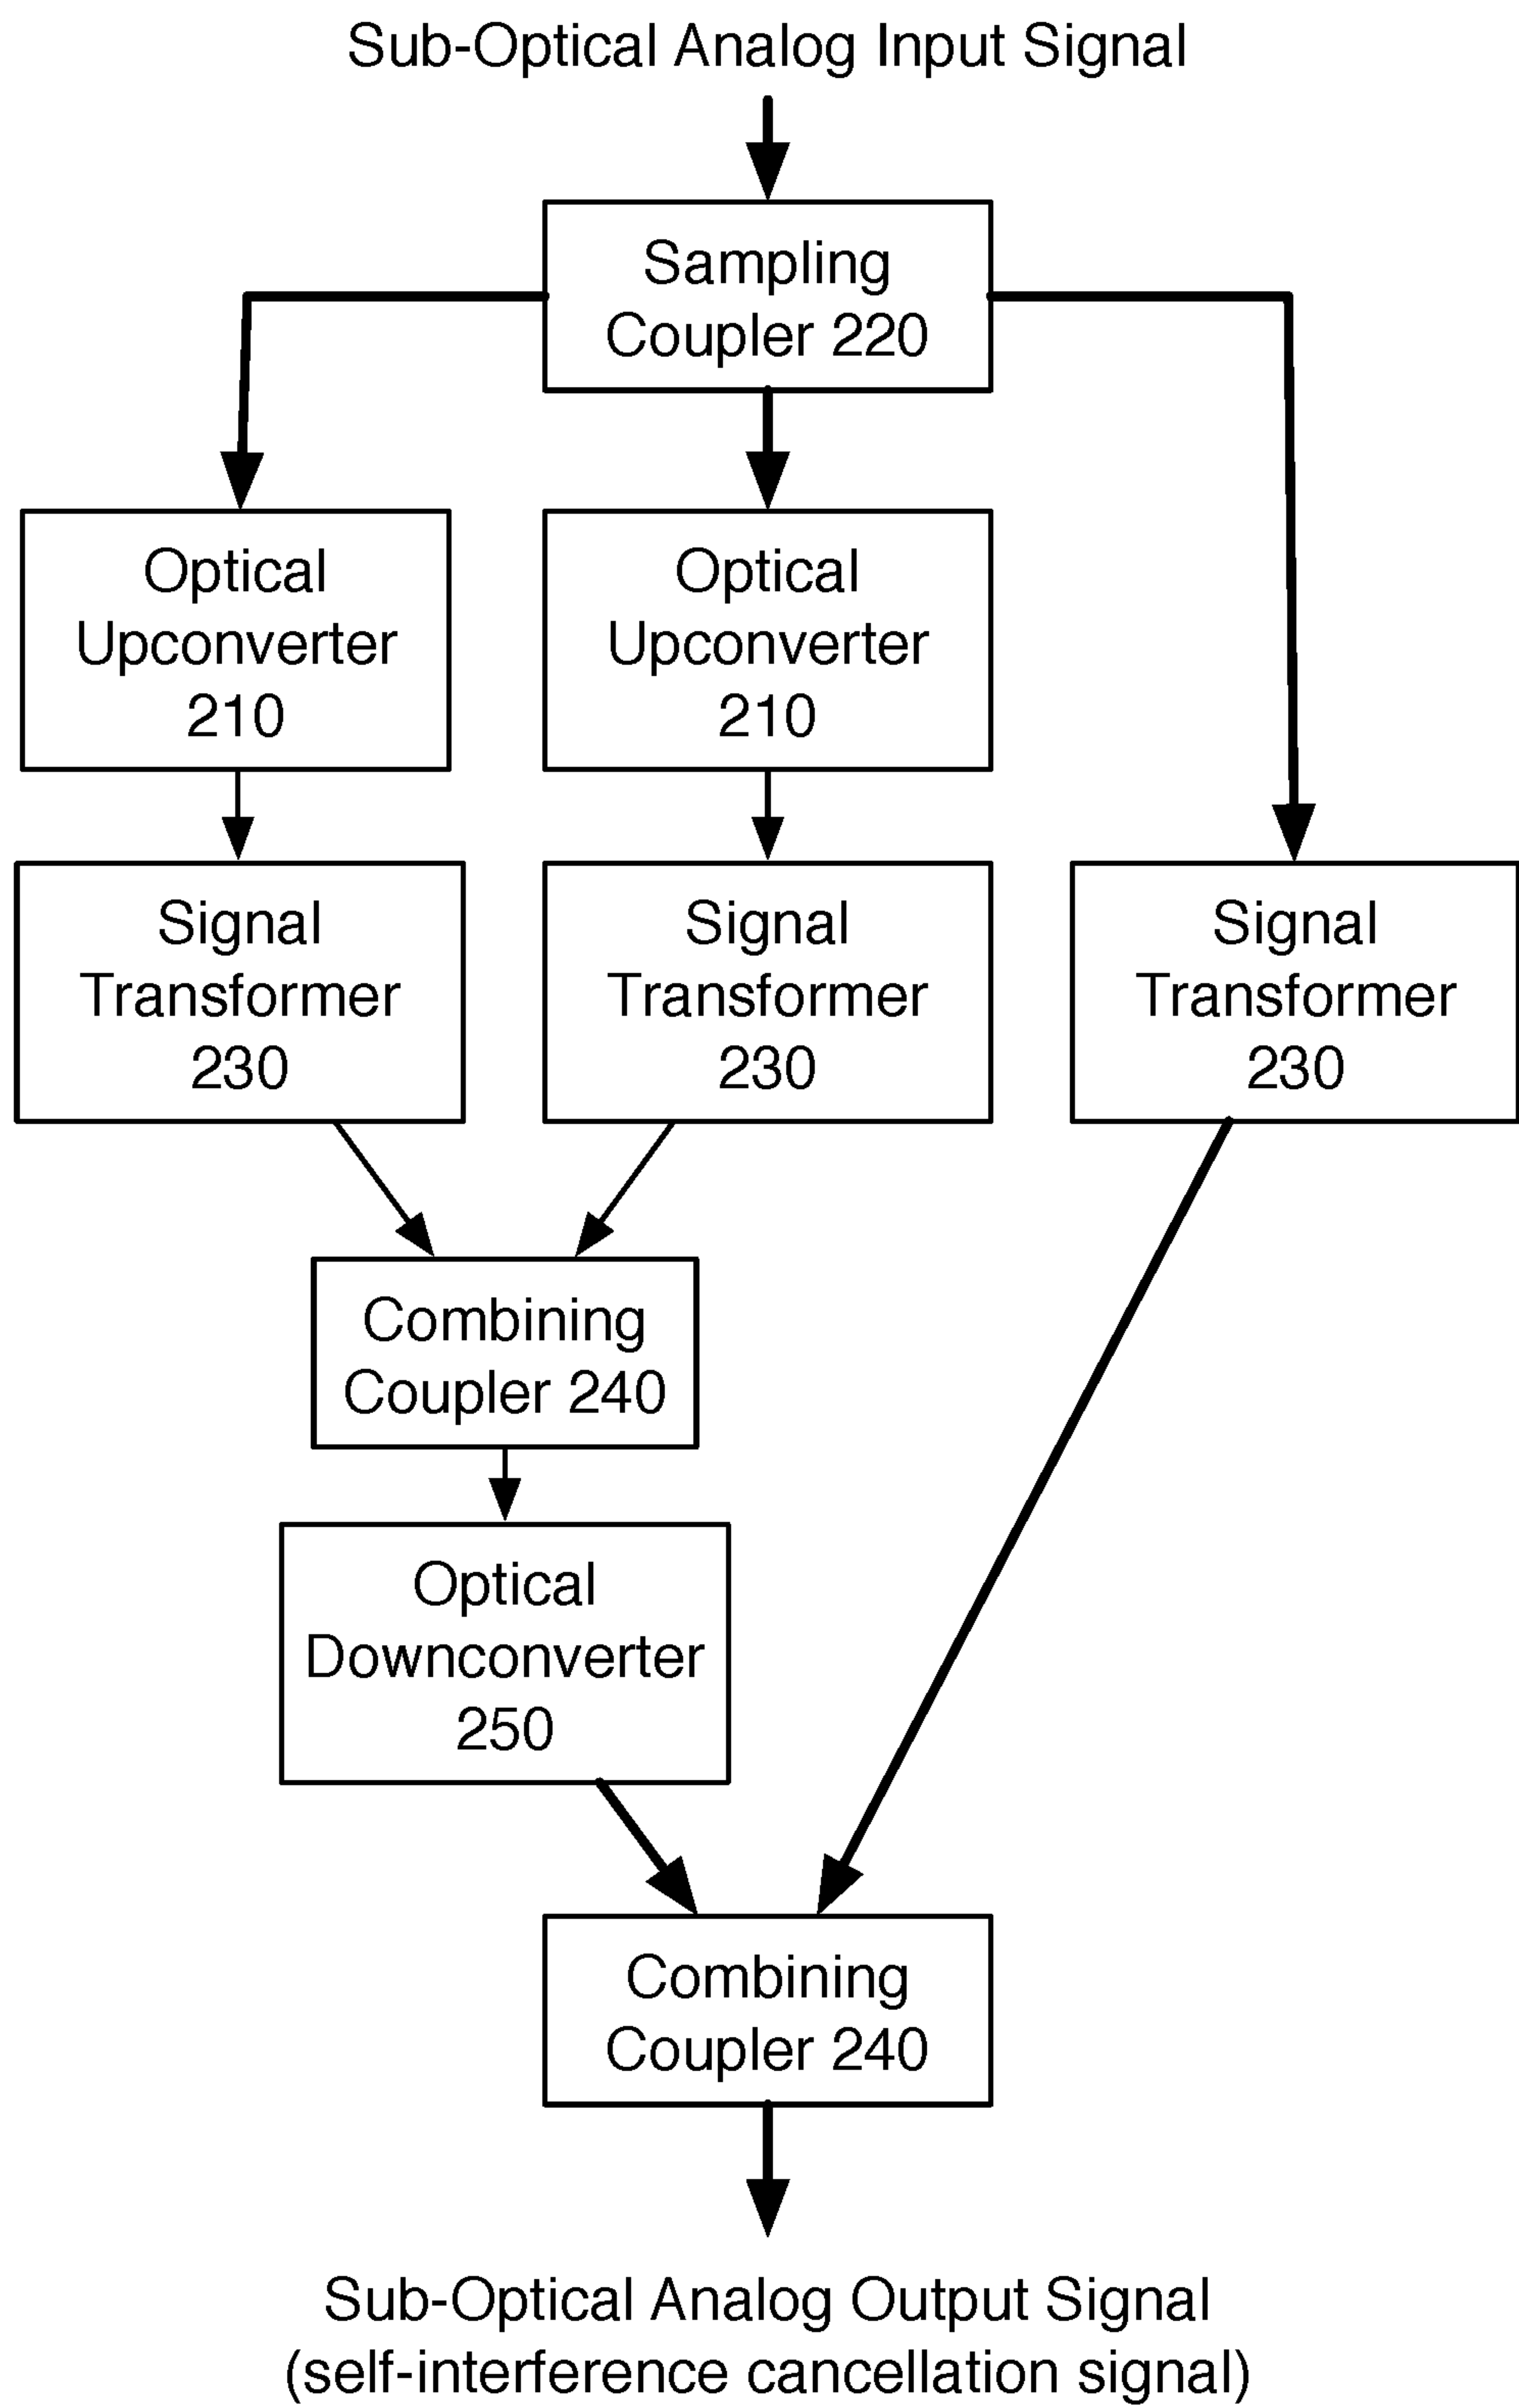 Sub-Optical Analog Input Signal
Sampling
Coupler 220
Optical
Upconverter
210
Optical
Upconverter
210
Signal
Transformer
230
Signal
Transformer
230
Signal
Transformer
230
Combining
Coupler 240
Optical
Downconverter
250
Combining
Coupler 240
Sub-Optical Analog Output Signal
(self-interference cancellation signal)